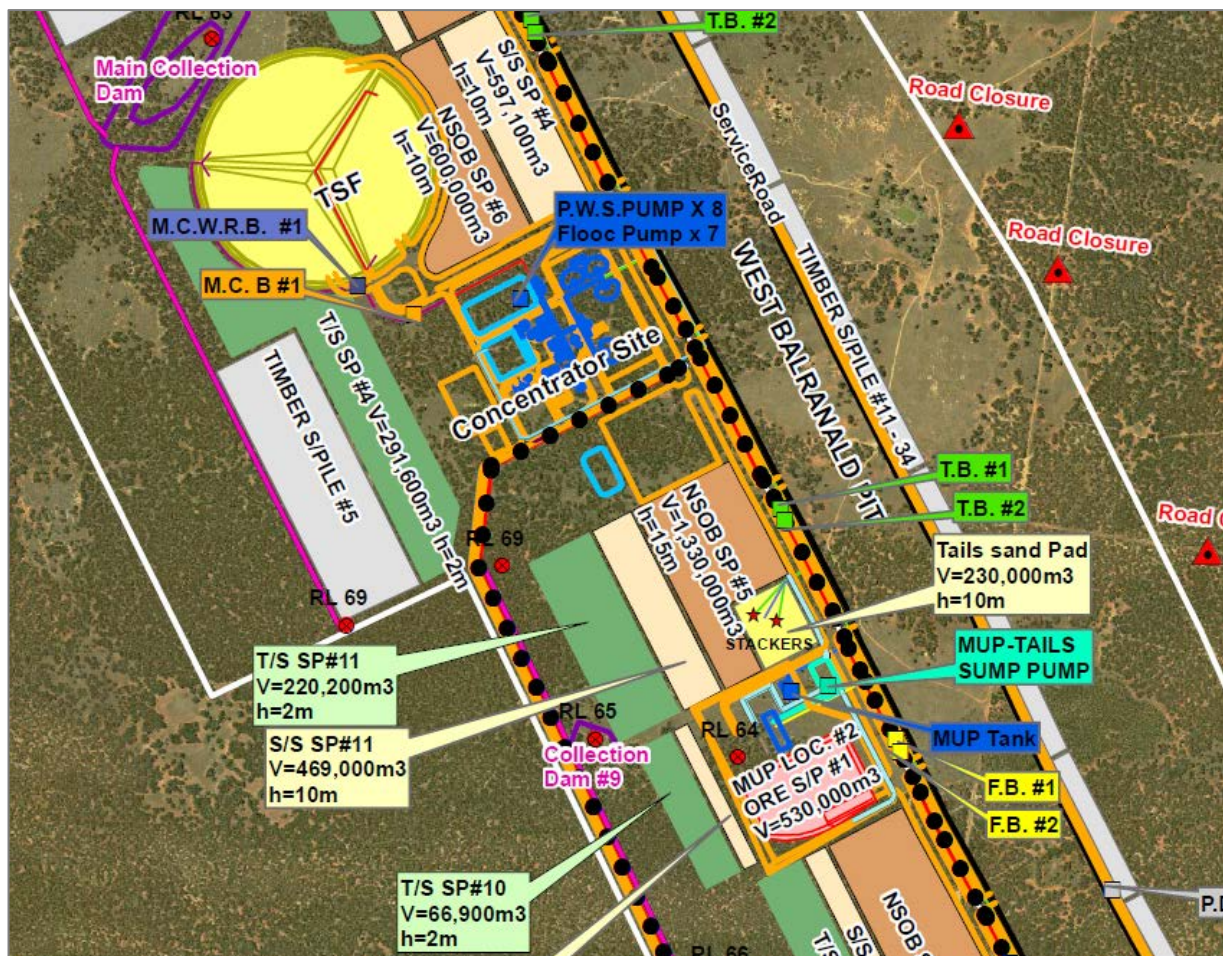 RL 63
T.B. #2
Main Collection
Dam
S/S SP #4
V=597,100m3
h=10m
Road Closure
NSOB SP #6
V=600,000m3
h=10m
ServiceRoad
TSF
M.C.W.R.B. #1
P.W.S.PUMP X 8
Flooc Pump x 7
Road Closure
M.C. B #1
WEST BALRANALD PIT
TIMBER S/PILE #11 - 34
T/S SP #4 V=291,600m3 h=2m
TIMBER S/PILE #5
Concentrator Site
T.B. #1
T.B. #2
NSOB SP #5
V=1,330,000m3
h=15m
Road C
RL 69
Tails sand Pad
V=230,000m3
h=10m
RL 69
STACKERS
T/S SP#11
V=220,200m3
h=2m
MUP-TAILS
SUMP PUMP
S/S SP#11
V=469,000m3
h=10m
RL 65
Collection
Dam #9
RL 64
MUP Tank
MUP LOC. #2
ORE S/P #1
V=530,000m3
F.B. #1
F.B. #2
T/S SP#10
V=66,900m3
h=2m
NSOB S
S/S
T/S
P.D
RL 66